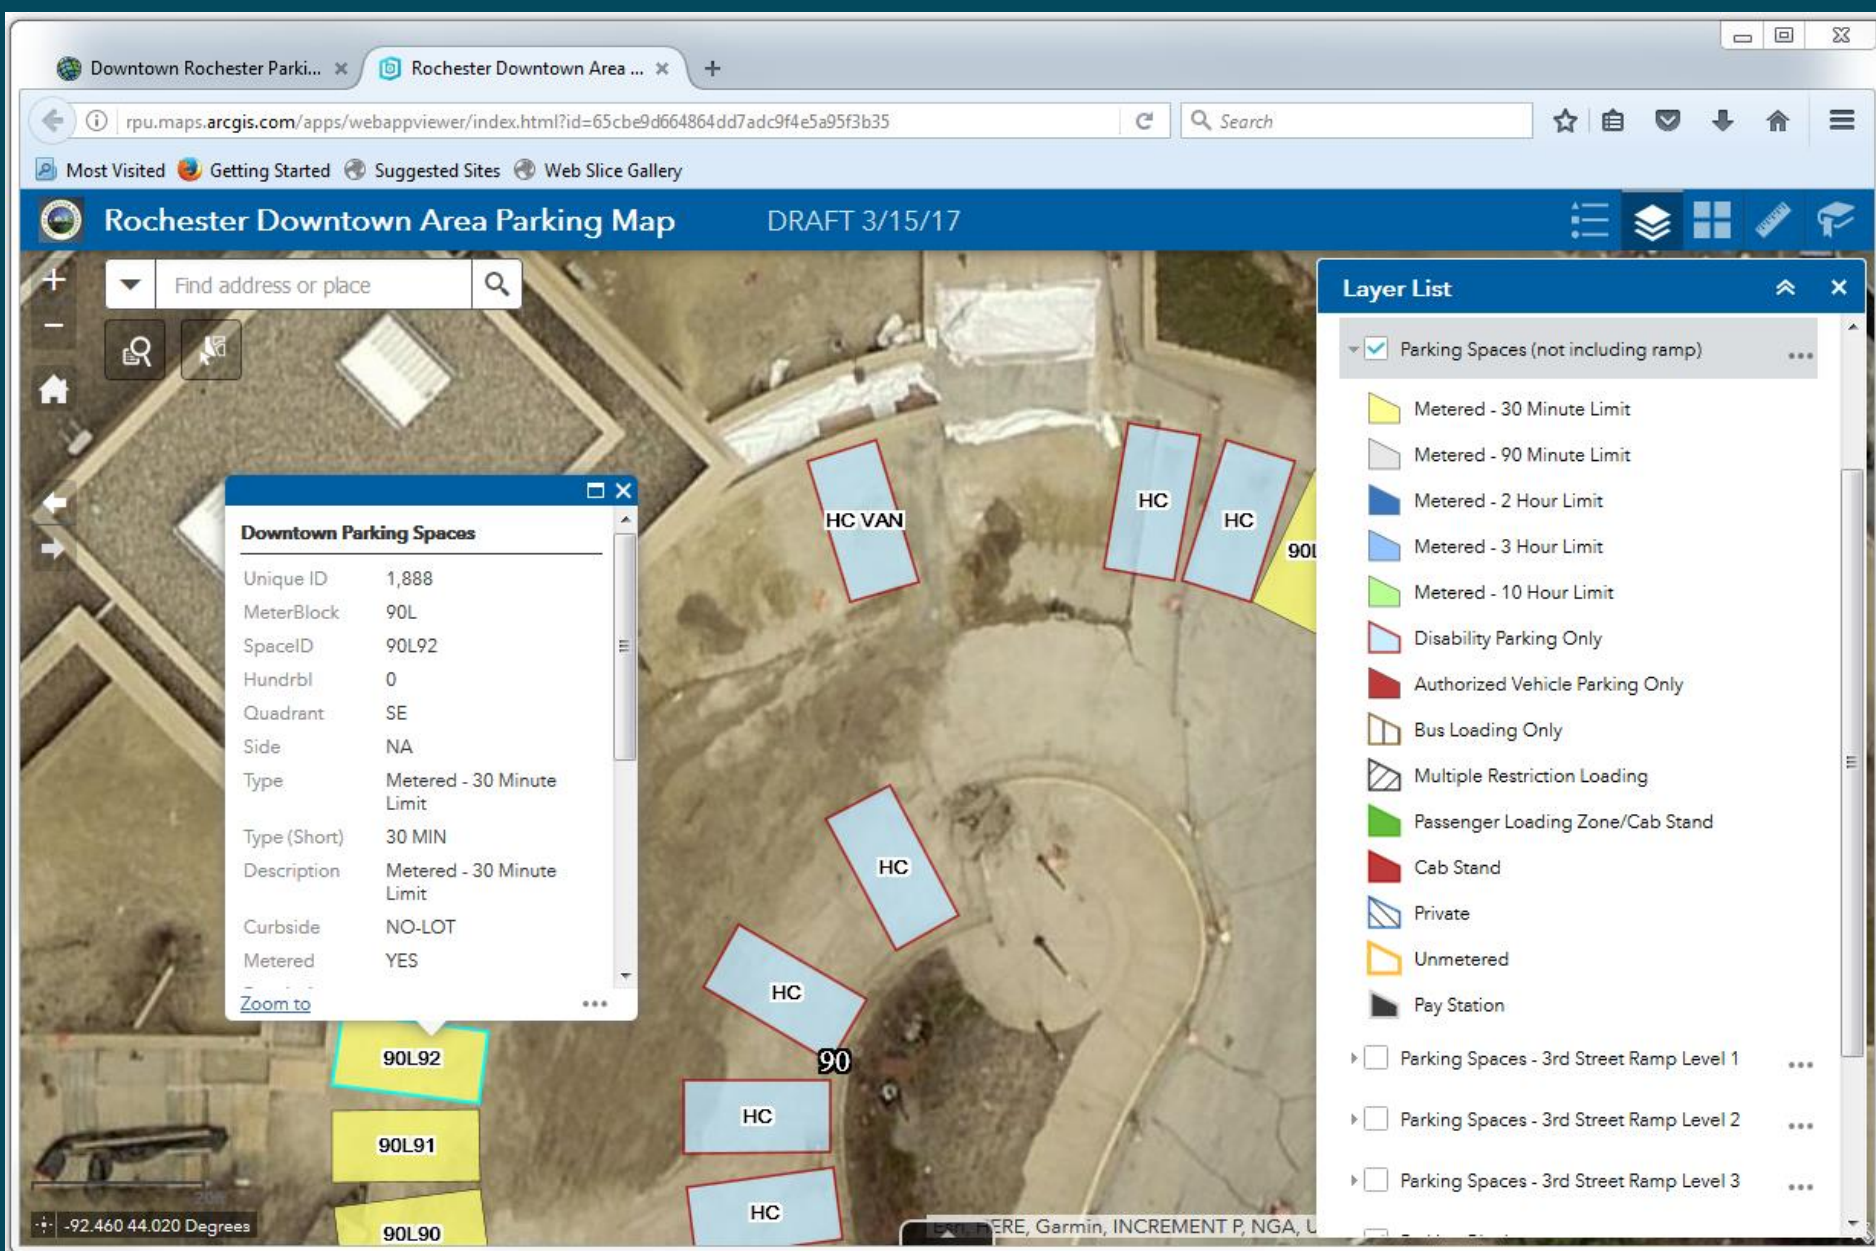 Downtown Rochester Parki...
Rochester Downtown Area ...
rpu.maps.arcgis.com/apps/webappviewer/index.html?id=65cbe9d664864dd7adc9f4e5a95f3b35
Search
Most Visited Getting Started Suggested Sites Web Slice Gallery
Rochester Downtown Area Parking Map DRAFT 3/15/17
Find address or place
Downtown Parking Spaces
Unique ID 1,888
MeterBlock 90L
SpaceID 90L92
Hundrbl 0
Quadrant SE
Side NA
Type Metered - 30 Minute
Limit
Type (Short) 30 MIN
Description Metered - 30 Minute
Limit
Curbside NO-LOT
Metered YES
Zoom to
HC VAN
HC
HC
90L
HC
HC
90
HC
HC
90L92
90L91
90L90
-92.460 44.020 Degrees
HERE, Garmin, INCREMENT P, NGA, U
Layer List
Parking Spaces (not including ramp)
Metered - 30 Minute Limit
Metered - 90 Minute Limit
Metered - 2 Hour Limit
Metered - 3 Hour Limit
Metered - 10 Hour Limit
Disability Parking Only
Authorized Vehicle Parking Only
Bus Loading Only
Multiple Restriction Loading
Passenger Loading Zone/Cab Stand
Cab Stand
Private
Unmetered
Pay Station
Parking Spaces - 3rd Street Ramp Level 1
Parking Spaces - 3rd Street Ramp Level 2
Parking Spaces - 3rd Street Ramp Level 3